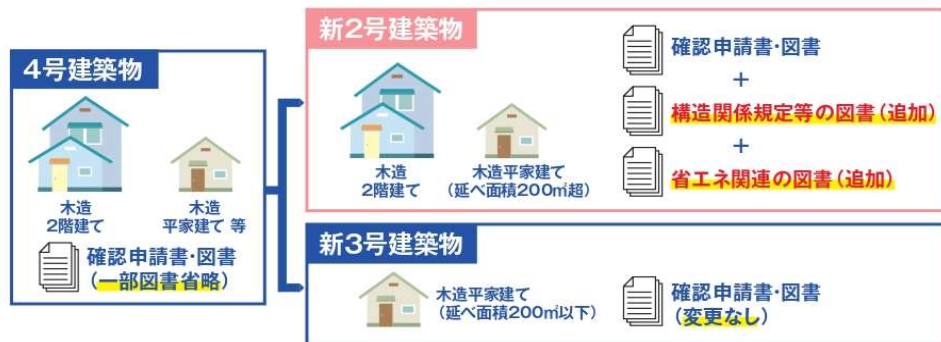 4号建築物
木造
2階建て
木造
平家建て 等
確認申請書・図書
(一部図書省略)
新2号建築物
木造
2階建て
木造平家建て
(延べ面積200㎡超)
確認申請書・図書
+
構造関係規定等の図書(追加)
+
省エネ関連の図書(追加)
新3号建築物
木造平家建て
(延べ面積200㎡以下)
確認申請書・図書
(変更なし)